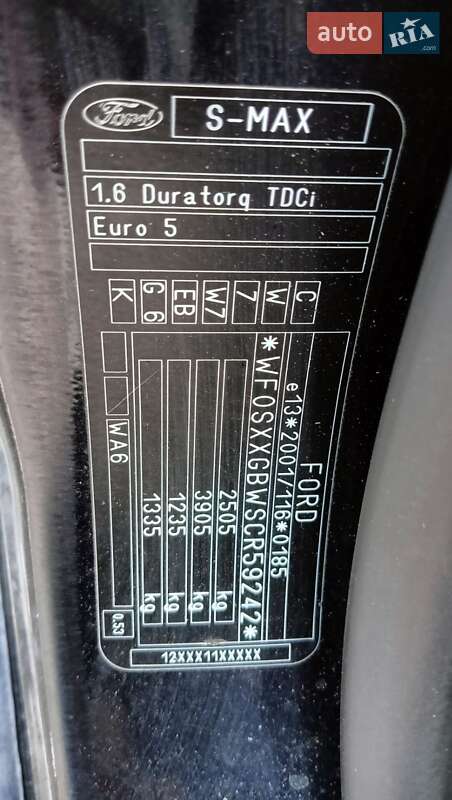 auto RIA .com
Ford
S-MAX
1.6 Duratorq TDCi
Euro 5
K G6 EB W7 7 W C
FORD
e13*2001/116*0185
*WF0SXXGBWSCR59242*
2505 kg
3905 kg
1235 kg
1335 kg
WA6
0.53
12XXX11XXXXX